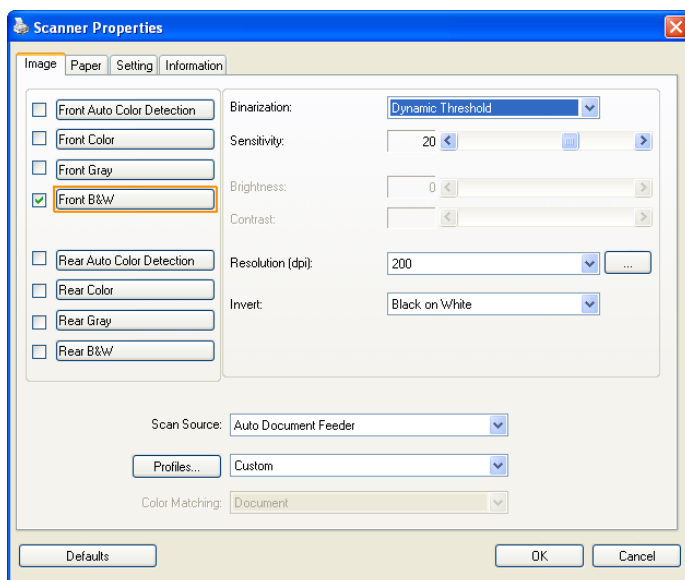 Scanner Properties
Image Paper Setting Information
Front Auto Color Detection
Front Color
Front Gray
Front B&W
Rear Auto Color Detection
Rear Color
Rear Gray
Rear B&W
Binarization: Dynamic Threshold
Sensitivity: 20
Brightness: 0
Contrast:
Resolution (dpi): 200 ...
Invert: Black on White
Scan Source: Auto Document Feeder
Profiles... Custom
Color Matching: Document
Defaults OK Cancel